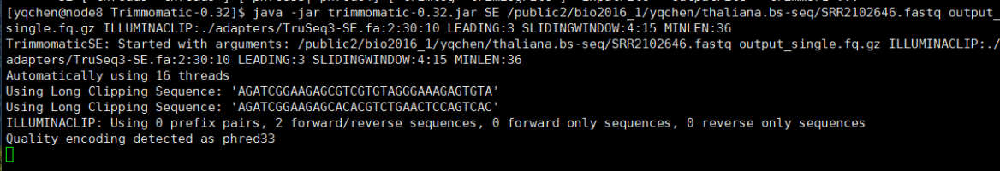 [yqchen@node8 Trimmomatic-0.32]$ java -jar trimmomatic-0.32.jar SE /public2/bio2016_1/yqchen/thaliana.bs-seq/SRR2102646.fastq output_
single.fq.gz ILLUMINACLIP:./adapters/TruSeq3-SE.fa:2:30:10 LEADING:3 SLIDINGWINDOW:4:15 MINLEN:36
TrimmomaticSE: Started with arguments: /public2/bio2016_1/yqchen/thaliana.bs-seq/SRR2102646.fastq output_single.fq.gz ILLUMINACLIP:./
adapters/TruSeq3-SE.fa:2:30:10 LEADING:3 SLIDINGWINDOW:4:15 MINLEN:36
Automatically using 16 threads
Using Long Clipping Sequence: 'AGATCGGAAGAGCGTCGTGTAGGGAAAGAGTGTA'
Using Long Clipping Sequence: 'AGATCGGAAGAGCACACGTCTGAACTCCAGTCAC'
ILLUMINACLIP: Using 0 prefix pairs, 2 forward/reverse sequences, 0 forward only sequences, 0 reverse only sequences
Quality encoding detected as phred33